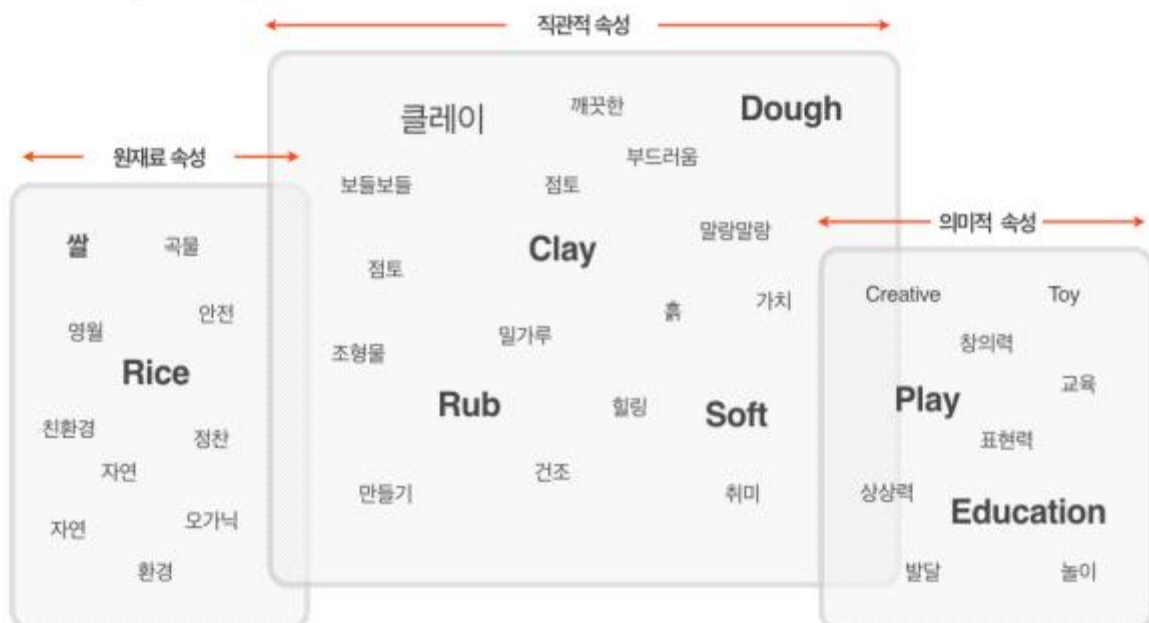 직관적 속성
클레이 깨끗한 Dough
부드러움
보들보들 점토
말랑말랑
Clay
점토
흙 가치
밀가루
조형물
Rub 힐링 Soft
건조
만들기 취미
원재료 속성
쌀 곡물
안전
명월
Rice
친환경 정찬
자연
자연 오가닉
환경
의미적 속성
Creative Toy
창의력
교육
Play
표현력
상상력
Education
발달 놀이